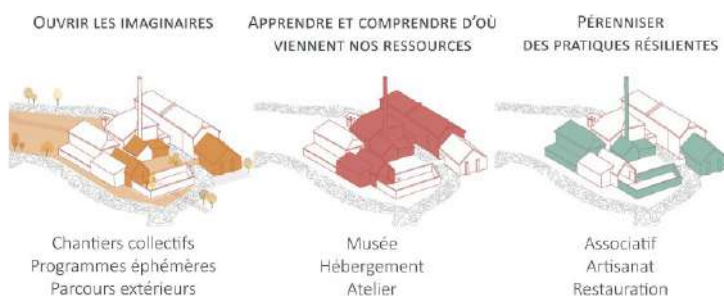 OUVRIR LES IMAGINAIRES
APPRENDRE ET COMPRENDRE D'OÙ
VIENNENT NOS RESSOURCES
PÉRENNISER
DES PRATIQUES RÉSILIENTES
Chantiers collectifs
Programmes éphémères
Parcours extérieurs
Musée
Hébergement
Atelier
Associatif
Artisanat
Restauration